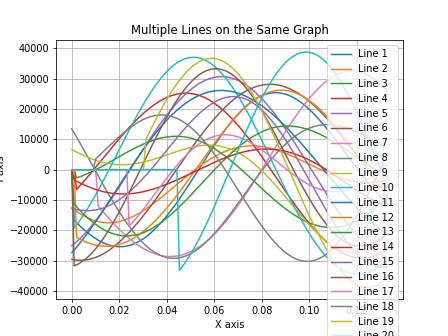 Multiple Lines on the Same Graph
40000
30000
20000
10000
0
−10000
−20000
−30000
−40000
0.00
0.02
0.04
0.06
0.08
0.10
X axis
Line 1
Line 2
Line 3
Line 4
Line 5
Line 6
Line 7
Line 8
Line 9
Line 10
Line 11
Line 12
Line 13
Line 14
Line 15
Line 16
Line 17
Line 18
Line 19
Line 20